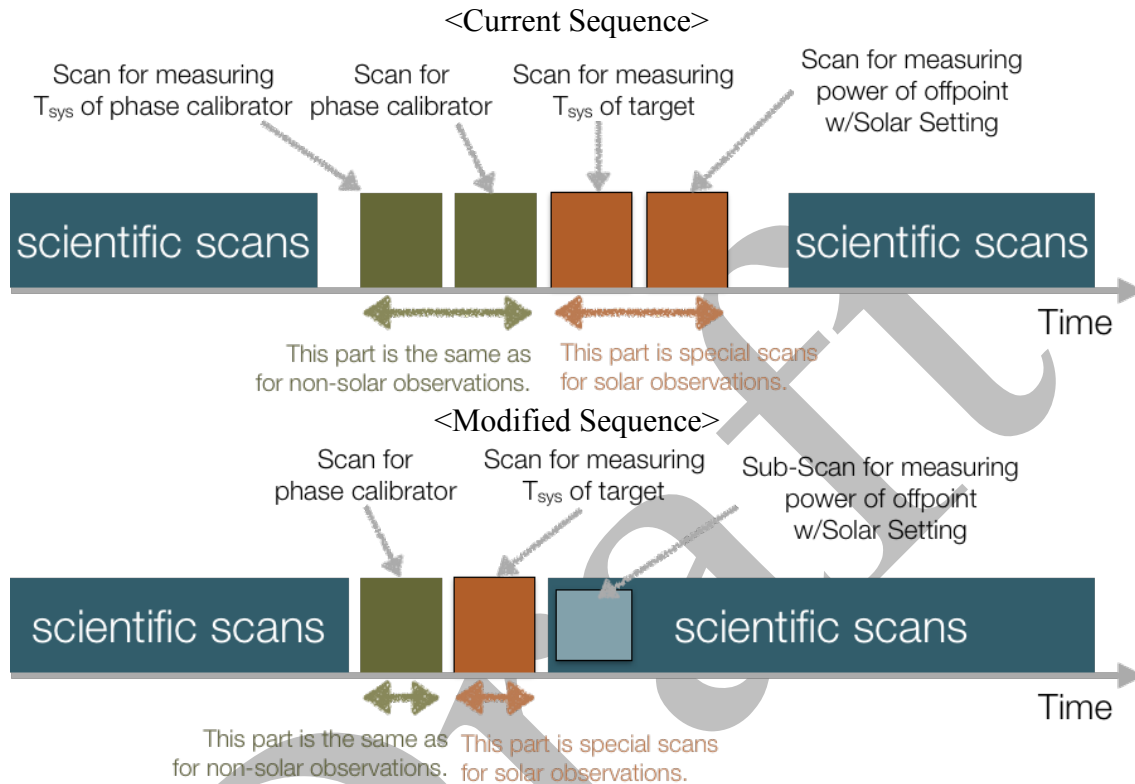 <Current Sequence>
Scan for measuring
Tsys of phase calibrator
Scan for
phase calibrator
Scan for measuring
Tsys of target
Scan for measuring
power of offpoint
w/Solar Setting
scientific scans
scientific scans
Time
This part is the same as
for non-solar observations.
This part is special scans
for solar observations.
<Modified Sequence>
Scan for
phase calibrator
Scan for measuring
Tsys of target
Sub-Scan for measuring
power of offpoint
w/Solar Setting
scientific scans
scientific scans
Time
This part is the same as
for non-solar observations.
This part is special scans
for solar observations.